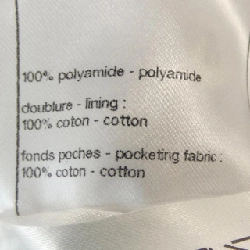 100% polyamide - polyamide
doublure - lining :
100% coton - cotton
fonds poches - pocketing fabric :
100% coton - cotton